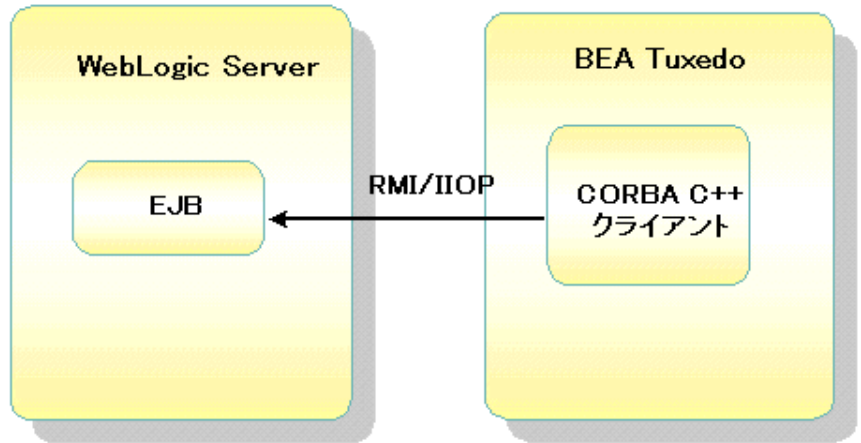 WebLogic Server
BEA Tuxedo
EJB
RMI/IIOP
CORBA C++
クライアント